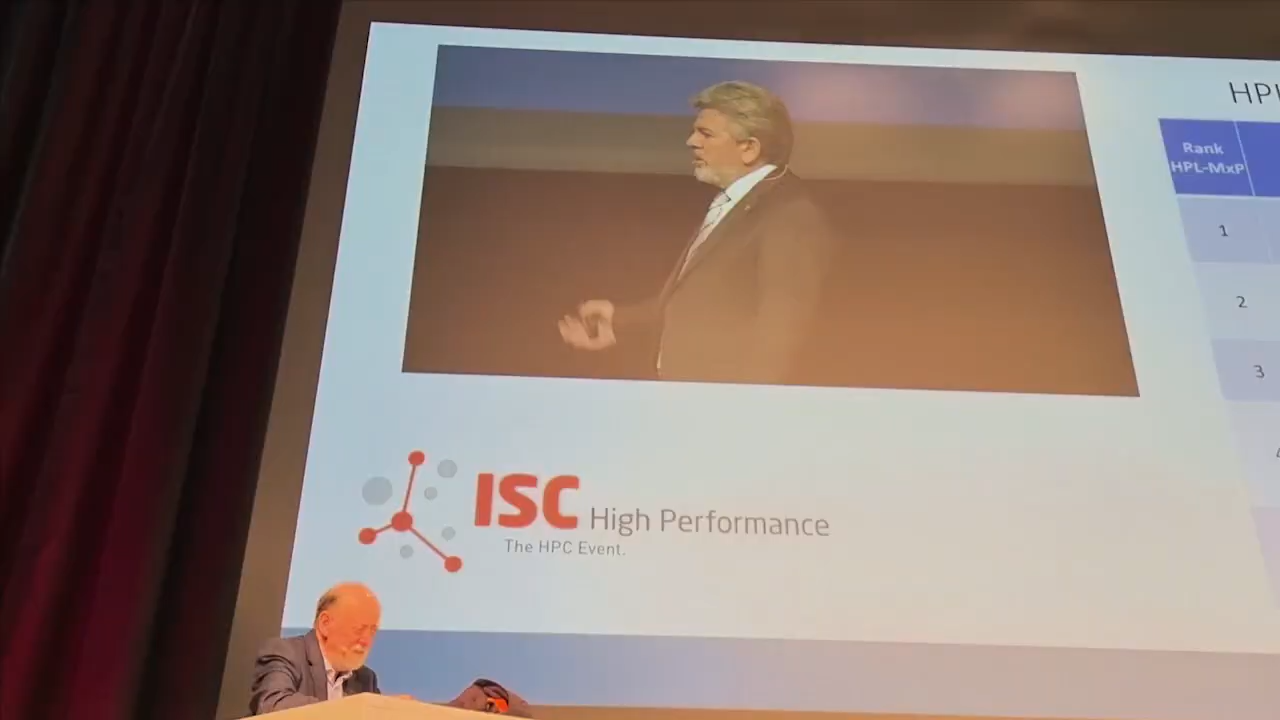 HPL
Rank
HPL-MxP
1
2
3
ISC High Performance
The HPC Event.